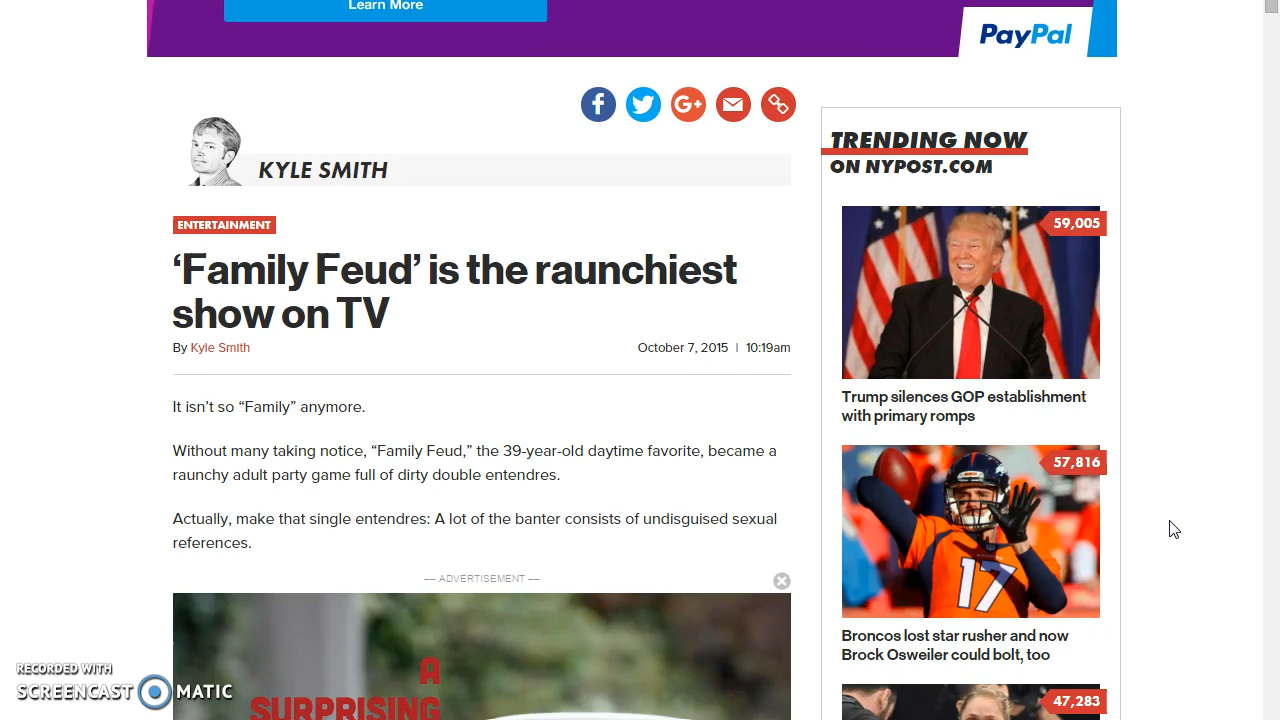 Learn More
PayPal
KYLE SMITH
ENTERTAINMENT
‘Family Feud’ is the raunchiest
show on TV
By Kyle Smith
October 7, 2015 | 10:19am
It isn’t so “Family” anymore.
Without many taking notice, “Family Feud,” the 39-year-old daytime favorite, became a
raunchy adult party game full of dirty double entendres.
Actually, make that single entendres: A lot of the banter consists of undisguised sexual
references.
–– ADVERTISEMENT ––
A
SURPRISING
TRENDING NOW
ON NYPOST.COM
59,005
Trump silences GOP establishment
with primary romps
57,816
17
Broncos lost star rusher and now
Brock Osweiler could bolt, too
47,283
RECORDED WITH
SCREENCAST MATIC